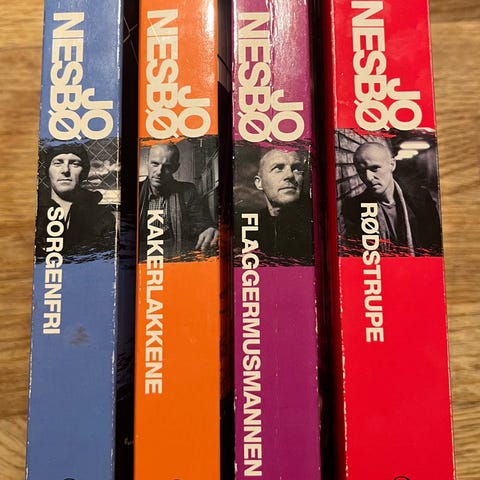 JO
NESBØ
SORGENFRI
JO
NESBØ
KAKERLAKKENE
JO
NESBØ
FLAGGERMUSMANNEN
JO
NESBØ
RØDSTRUPE